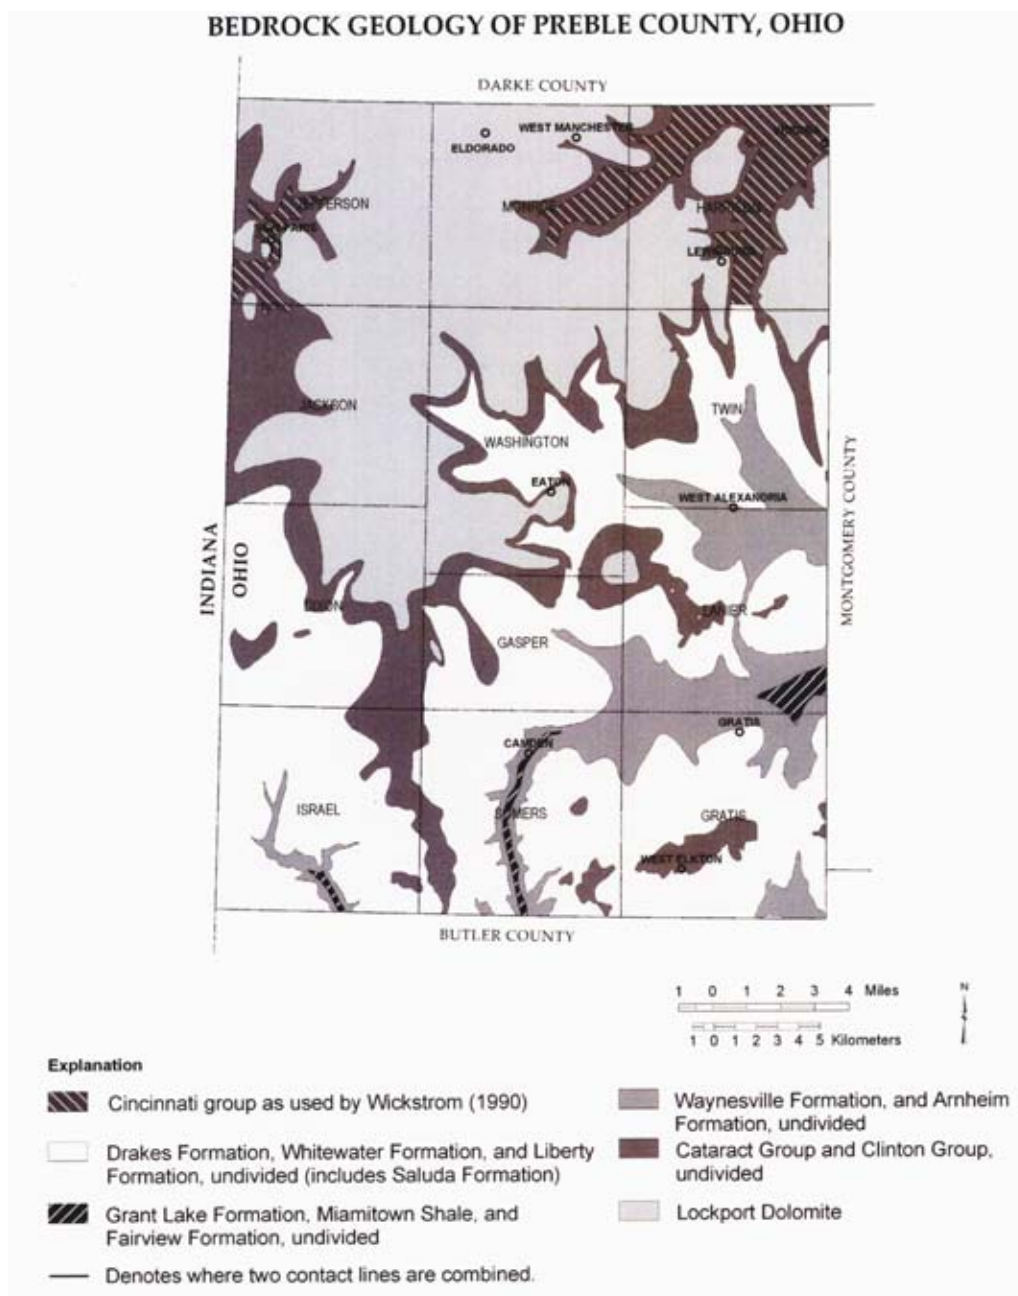 BEDROCK GEOLOGY OF PREBLE COUNTY, OHIO
DARKE COUNTY
WEST MANCHESTER
ELDORADO
JEFFERSON
MONROE
HARRISON
LEWISBURG
JACKSON
TWIN
WASHINGTON
EATON
WEST ALEXANDRIA
MONTGOMERY COUNTY
INDIANA
OHIO
DIXON
LANIER
GASPER
GRATIS
CAMDEN
ISRAEL
SOMERS
GRATIS
WEST ELKTON
BUTLER COUNTY
1 0 1 2 3 4 Miles
N
1 0 1 2 3 4 5 Kilometers
Explanation
Cincinnati group as used by Wickstrom (1990)
Drakes Formation, Whitewater Formation, and Liberty
Formation, undivided (includes Saluda Formation)
Grant Lake Formation, Miamitown Shale, and
Fairview Formation, undivided
Denotes where two contact lines are combined.
Waynesville Formation, and Arnheim
Formation, undivided
Cataract Group and Clinton Group,
undivided
Lockport Dolomite